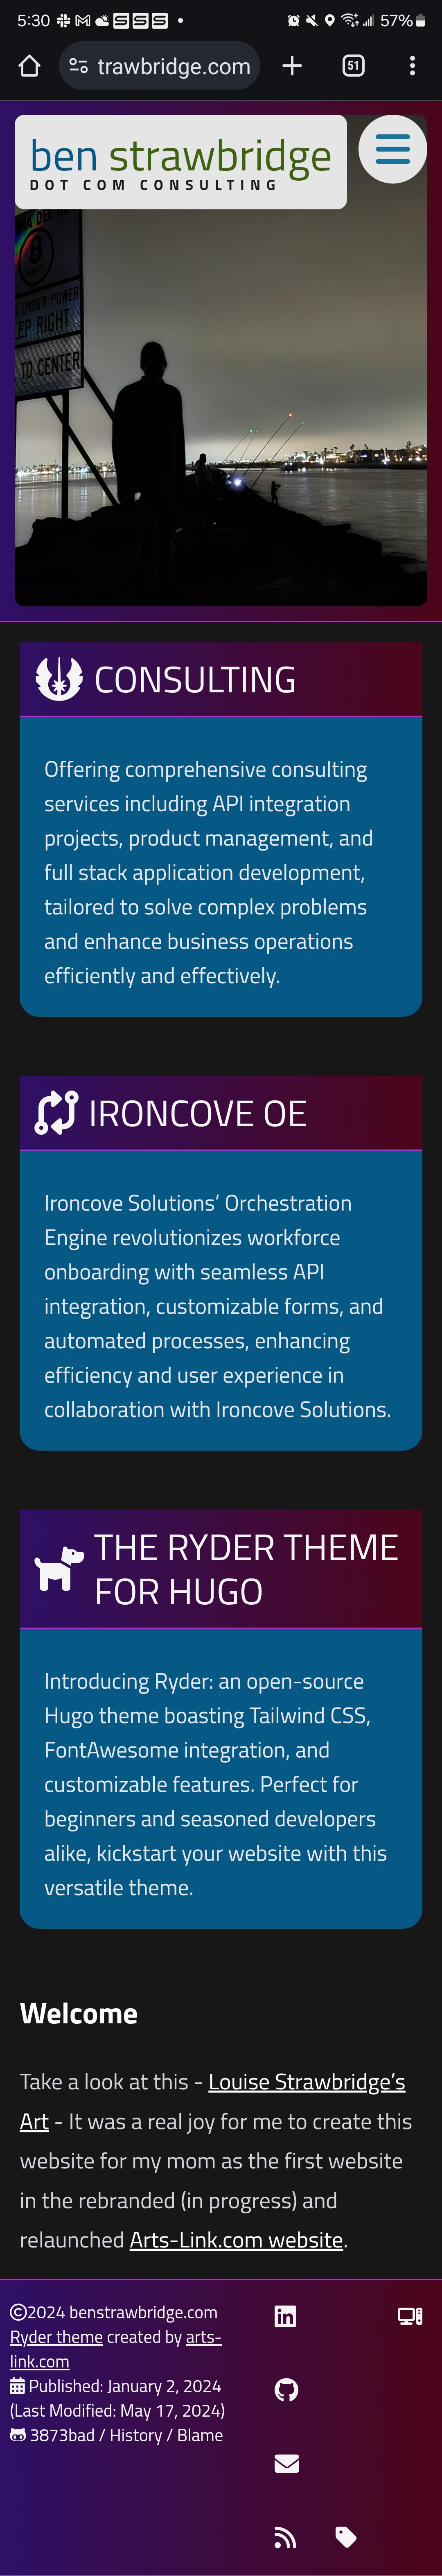 5:30
57%
trawbridge.com
51
ben strawbridge
DOT COM CONSULTING
8
UNDER POWER
EEP RIGHT
TO CENTER
CONSULTING
Offering comprehensive consulting
services including API integration
projects, product management, and
full stack application development,
tailored to solve complex problems
and enhance business operations
efficiently and effectively.
IRONCOVE OE
Ironcove Solutions’ Orchestration
Engine revolutionizes workforce
onboarding with seamless API
integration, customizable forms, and
automated processes, enhancing
efficiency and user experience in
collaboration with Ironcove Solutions.
THE RYDER THEME
FOR HUGO
Introducing Ryder: an open-source
Hugo theme boasting Tailwind CSS,
FontAwesome integration, and
customizable features. Perfect for
beginners and seasoned developers
alike, kickstart your website with this
versatile theme.
Welcome
Take a look at this - Louise Strawbridge’s
Art - It was a real joy for me to create this
website for my mom as the first website
in the rebranded (in progress) and
relaunched Arts-Link.com website.
©2024 benstrawbridge.com
Ryder theme created by arts-
link.com
Published: January 2, 2024
(Last Modified: May 17, 2024)
3873bad / History / Blame